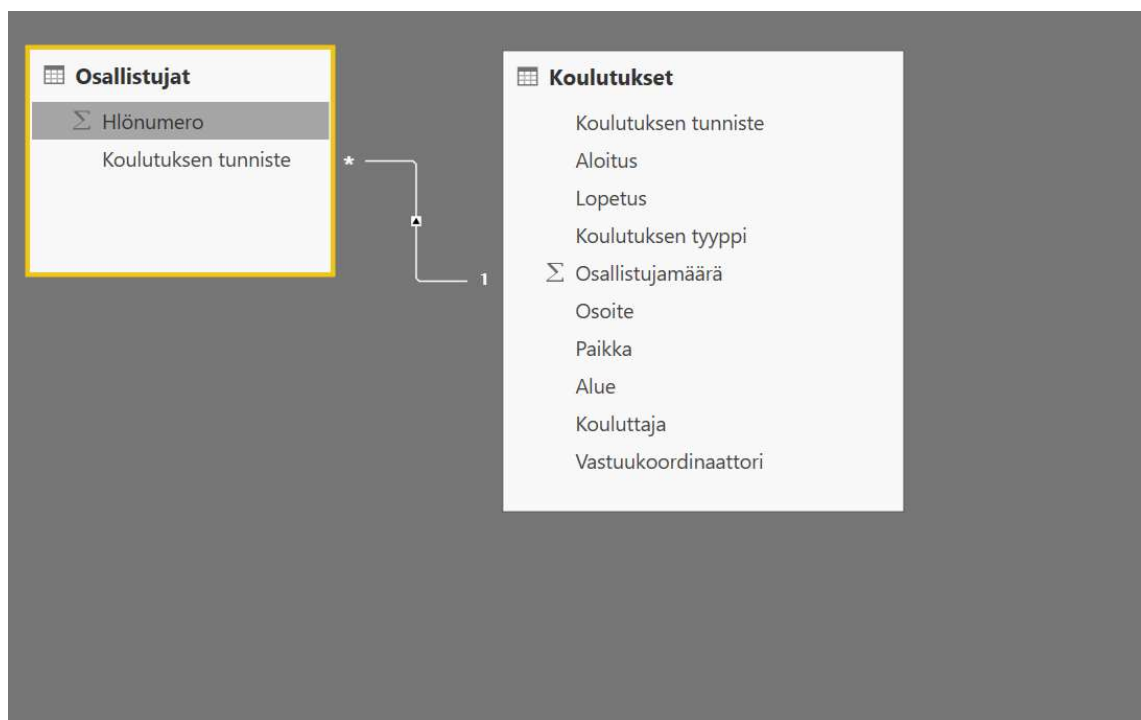 Osallistujat
Σ Hlönumero
Koulutuksen tunniste
*
1
Koulutukset
Koulutuksen tunniste
Aloitus
Lopetus
Koulutuksen tyyppi
Σ Osallistujamäärä
Osoite
Paikka
Alue
Kouluttaja
Vastuukoordinaattori